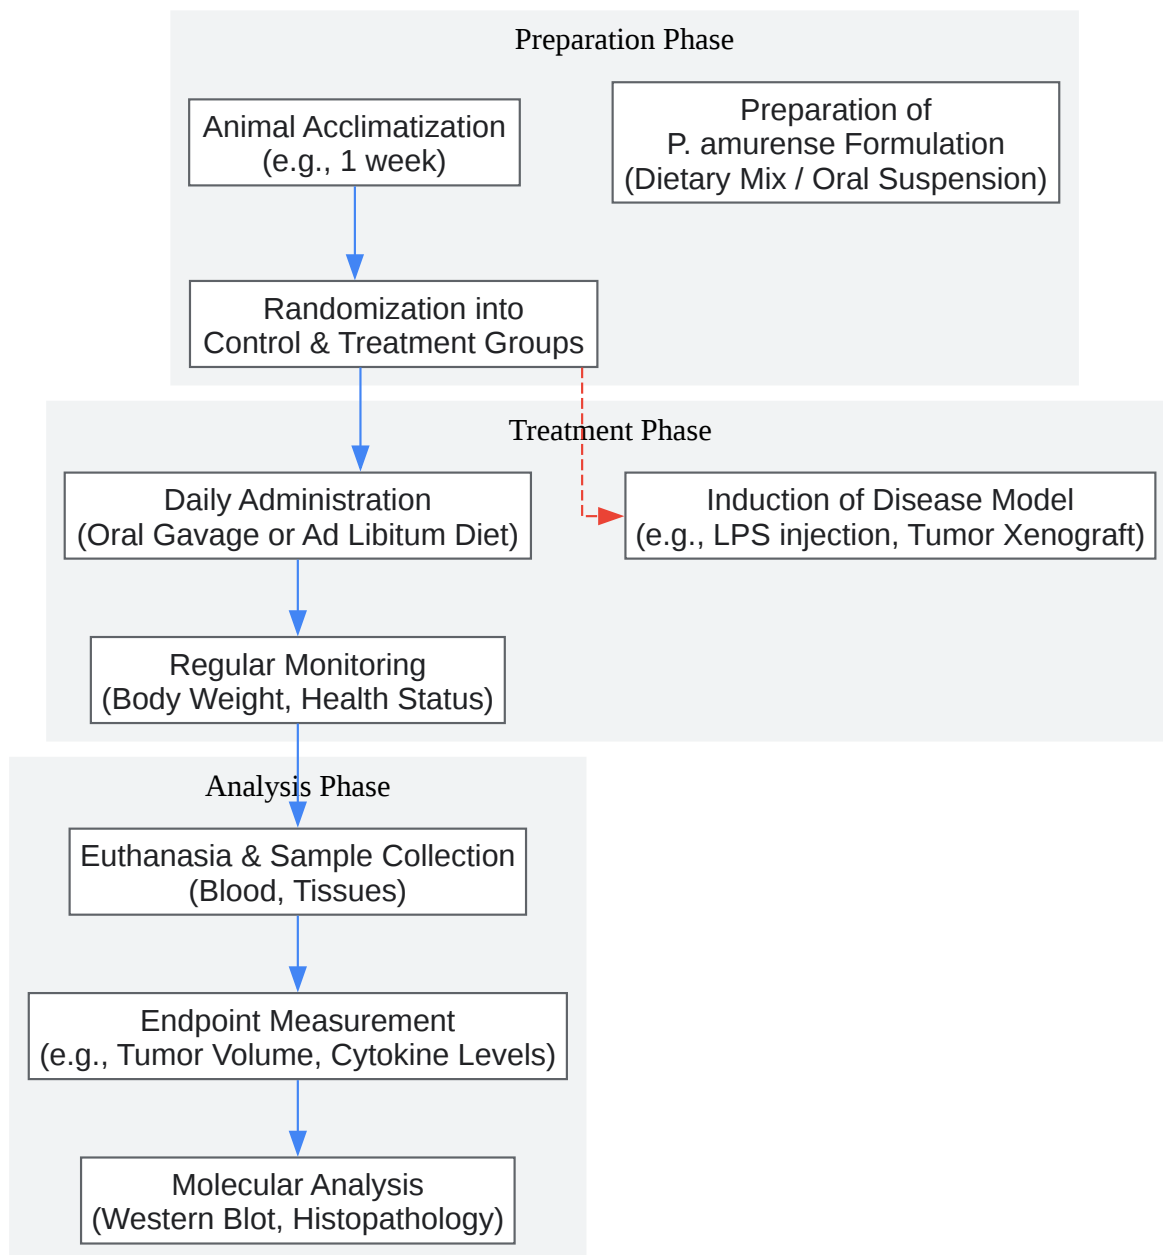 Preparation Phase
Animal Acclimatization
(e.g., 1 week)
Preparation of
P. amurense Formulation
(Dietary Mix / Oral Suspension)
Randomization into
Control & Treatment Groups
Treatment Phase
Daily Administration
(Oral Gavage or Ad Libitum Diet)
Induction of Disease Model
(e.g., LPS injection, Tumor Xenograft)
Regular Monitoring
(Body Weight, Health Status)
Analysis Phase
Euthanasia & Sample Collection
(Blood, Tissues)
Endpoint Measurement
(e.g., Tumor Volume, Cytokine Levels)
Molecular Analysis
(Western Blot, Histopathology)